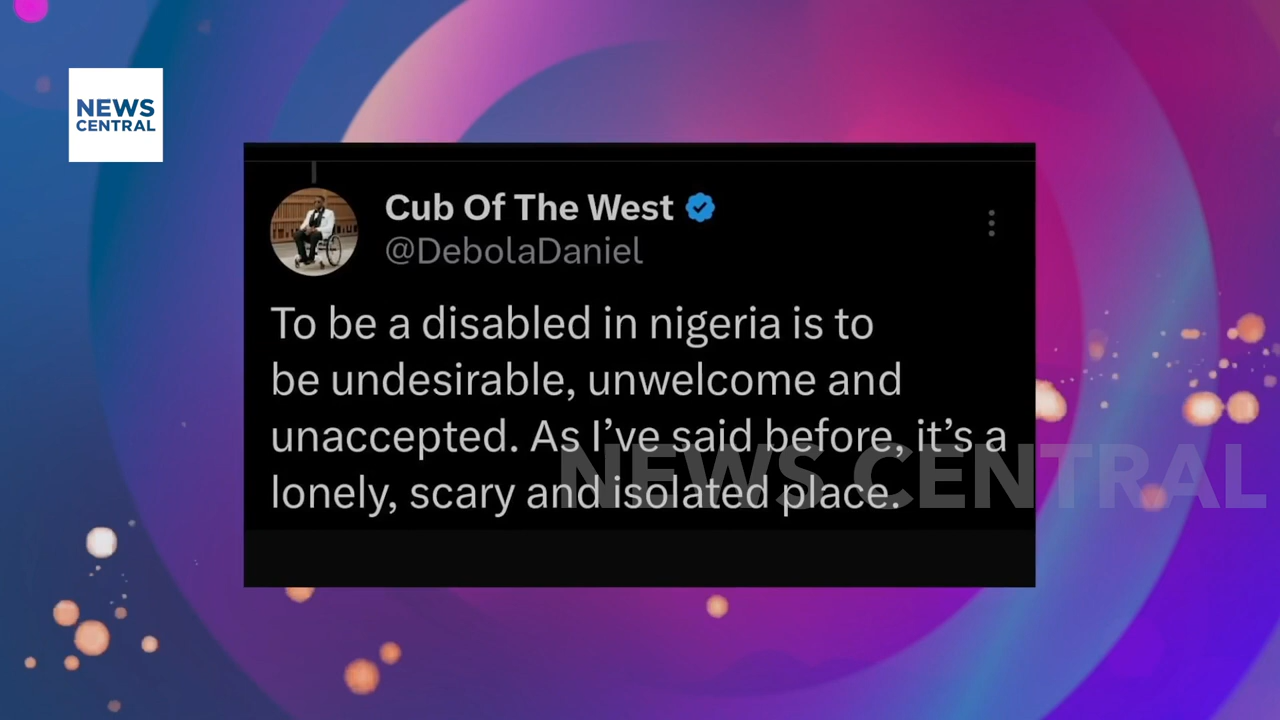 NEWS
CENTRAL
Cub Of The West
@DebolaDaniel
To be a disabled in nigeria is to
be undesirable, unwelcome and
unaccepted. As I’ve said before, it’s a
lonely, scary and isolated place.
NEWS CENTRAL